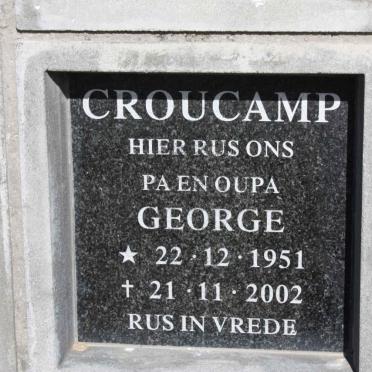 CROUCAMP
HIER RUS ONS
PA EN OUPA
GEORGE
★ 22·12·1951
† 21·11·2002
RUS IN VREDE